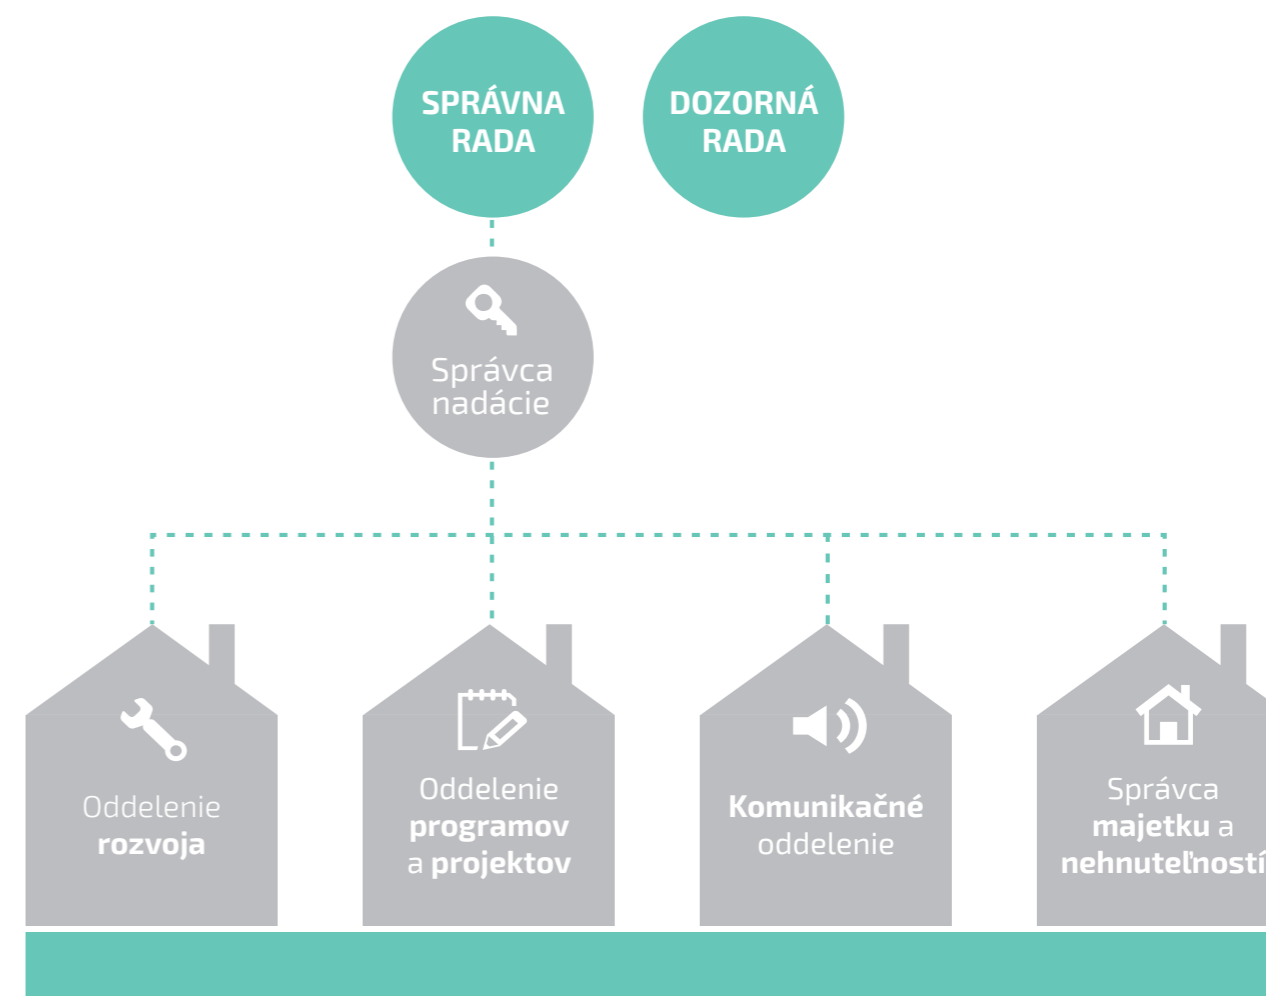 SPRÁVNA
RADA
DOZORNÁ
RADA
Správca
nadácie
Oddelenie
rozvoja
Oddelenie
programov
a projektov
Komunikačné
oddelenie
Správca
majetku a
nehnuteľností